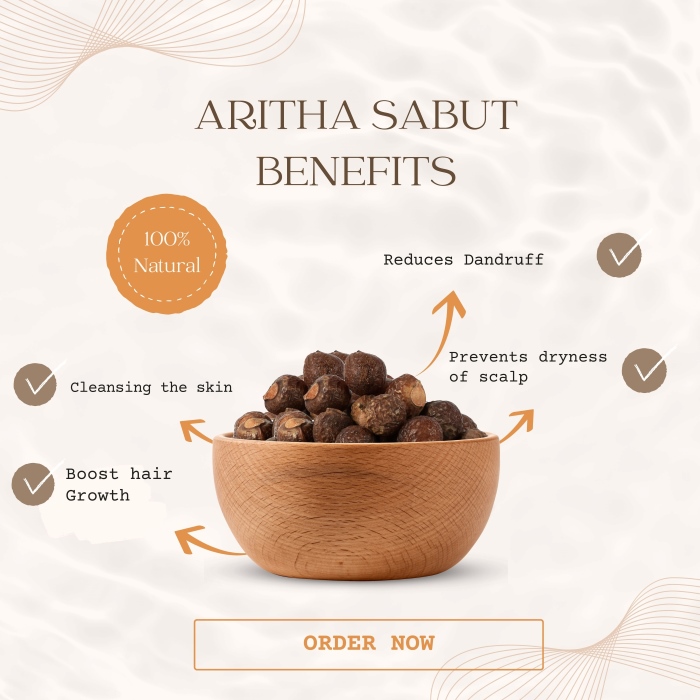 ARITHA SABUT
BENEFITS
100%
Natural
Reduces Dandruff
Prevents dryness
of scalp
Cleansing the skin
Boost hair
Growth
ORDER NOW